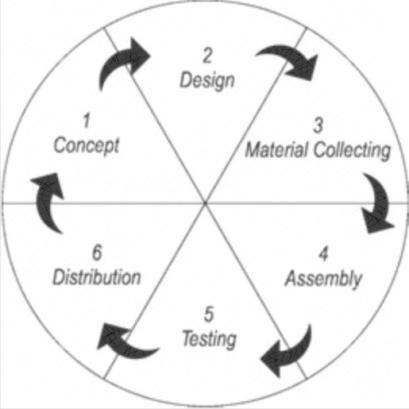 1
Concept
2
Design
3
Material Collecting
4
Assembly
5
Testing
6
Distribution